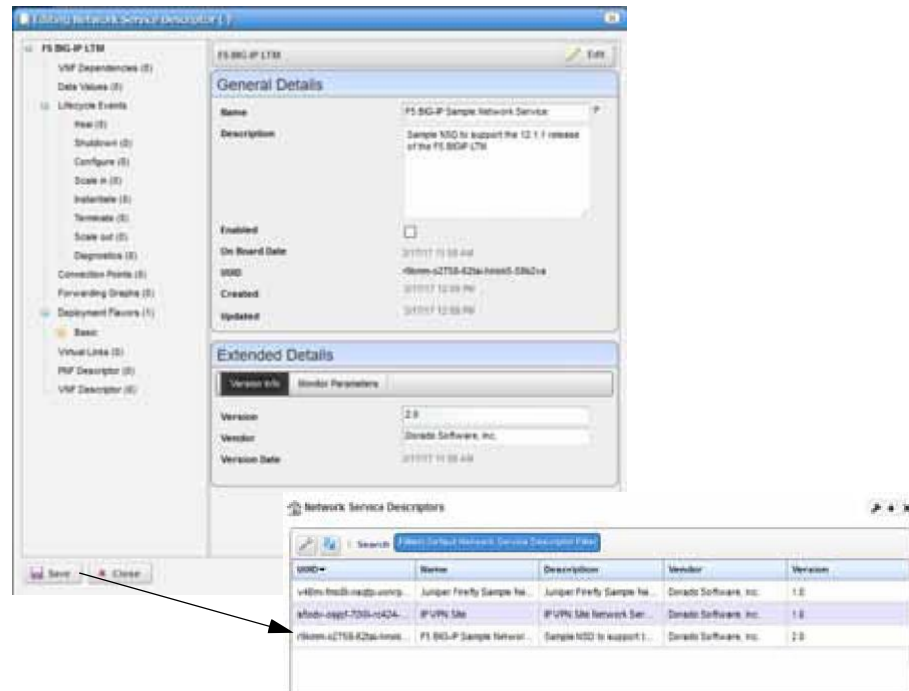 Editing Network Service Descriptor ( )
F5 BIG-IP LTM
VNF Dependencies (0)
Data Values (0)
Lifecycle Events
Heal (0)
Shutdown (0)
Configure (0)
Scale in (0)
Instantiate (0)
Terminate (0)
Scale out (0)
Diagnostics (0)
Connection Points (0)
Forwarding Graphs (0)
Deployment Flavors (1)
Basic
Virtual Links (0)
PNF Descriptor (0)
VNF Descriptor (0)
F5 BIG-IP LTM
Edit
General Details
Name
F5 BIG-IP Sample Network Service
Description
Sample NSD to support the 12.1.1 release
of the F5 BIGIP LTM
Enabled
On Board Date
UUID
Created
Updated
Extended Details
Version Info
Monitor Parameters
Version
2.0
Vendor
Dorado Software, Inc.
Version Date
Save
Close
Network Service Descriptors
Search
Filters Default Network Service Descriptor Filter
UUID
Name
Description
Vendor
Version
Juniper Firefly Sample Ne...
Juniper Firefly Sample Ne...
Dorado Software, Inc.
1.0
IP VPN Site
IP VPN Site Network Ser...
Dorado Software, Inc.
1.0
F5 BIG-IP Sample Networ...
Sample NSD to support t...
Dorado Software, Inc.
2.0